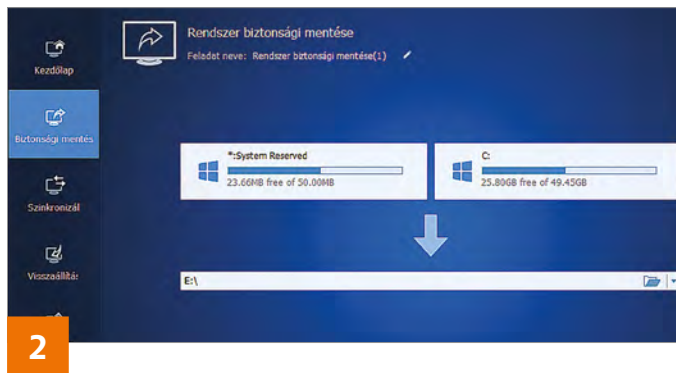 Rendszer biztonsági mentése
Feladat neve: Rendszer biztonsági mentése(1)
Kezdőlap
Biztonsági mentés
Szinkronizál
Visszaállítás
*:System Reserved
23.66MB free of 50.00MB
C:
25.80GB free of 49.45GB
E:\
2